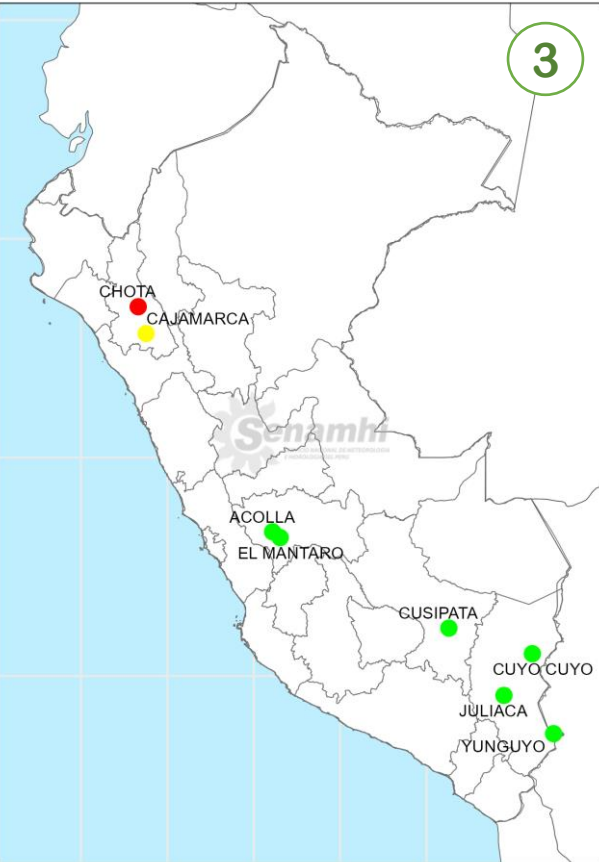 3
CHOTA
CAJAMARCA
Senamhi
ACOLLA
EL MANTARO
CUSIPATA
CUYO CUYO
JULIACA
YUNGUYO